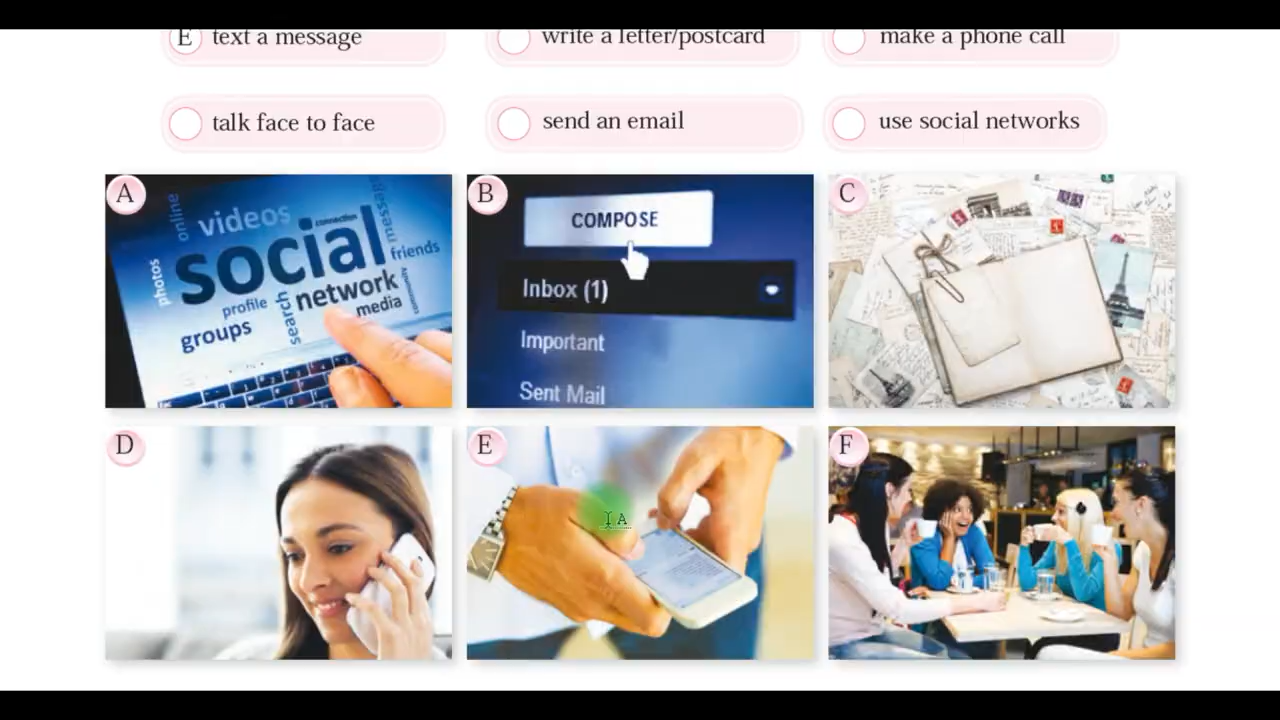 E text a message
write a letter/postcard
make a phone call
talk face to face
send an email
use social networks
A
online
videos
connection
message
social
friends
photos
profile
search
network
groups
media
B
COMPOSE
Inbox (1)
Important
Sent Mail
C
D
E
A
F